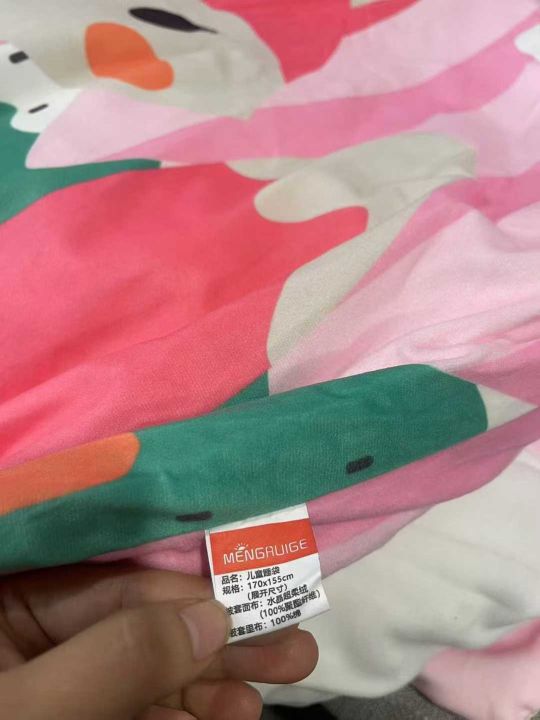 MENGRUIGE
品名：儿童睡袋
规格：170x155cm
(展开尺寸)
被套面布：水晶超柔绒
(100%聚酯纤维)
被套里布：100%棉